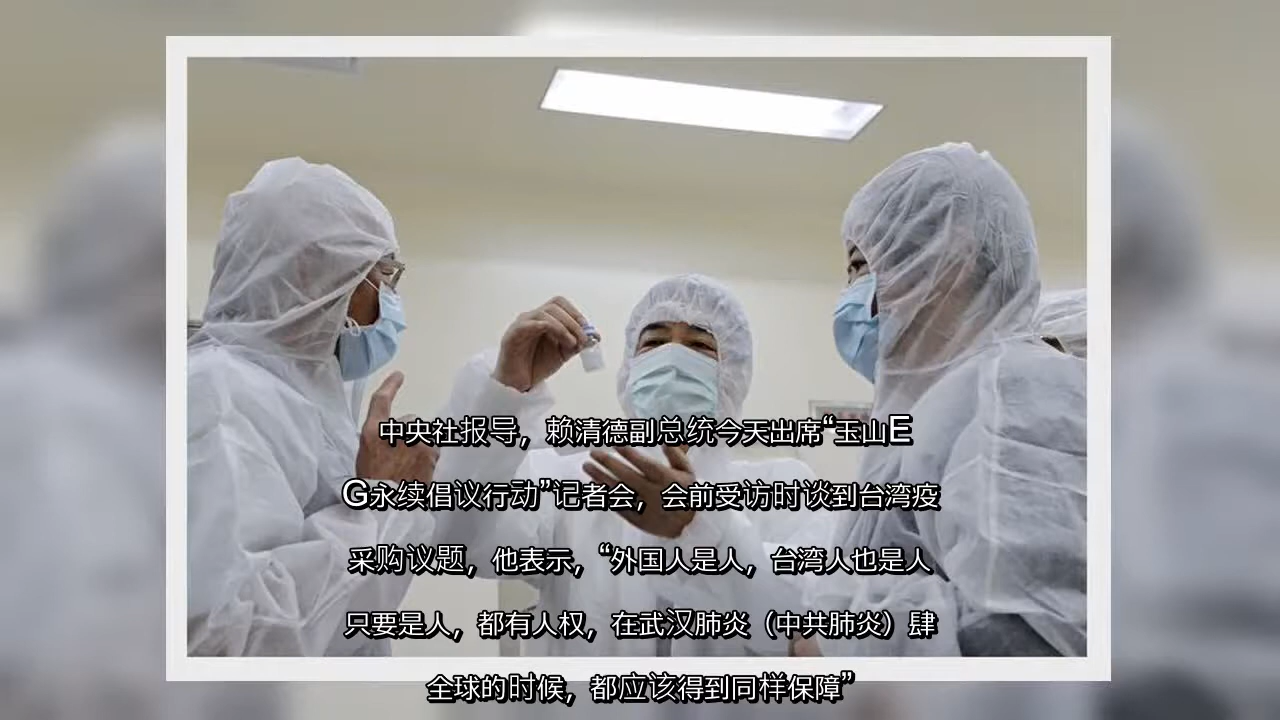 中央社报导，赖清德副总统今天出席“玉山E
G永续倡议行动”记者会，会前受访时谈到台湾疫
采购议题，他表示，“外国人是人，台湾人也是人
只要是人，都有人权，在武汉肺炎（中共肺炎）肆
全球的时候，都应该得到同样保障”